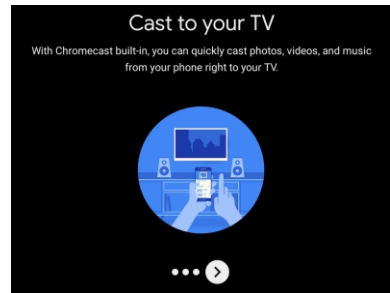 Cast to your TV
With Chromecast built-in, you can quickly cast photos, videos, and music
from your phone right to your TV.